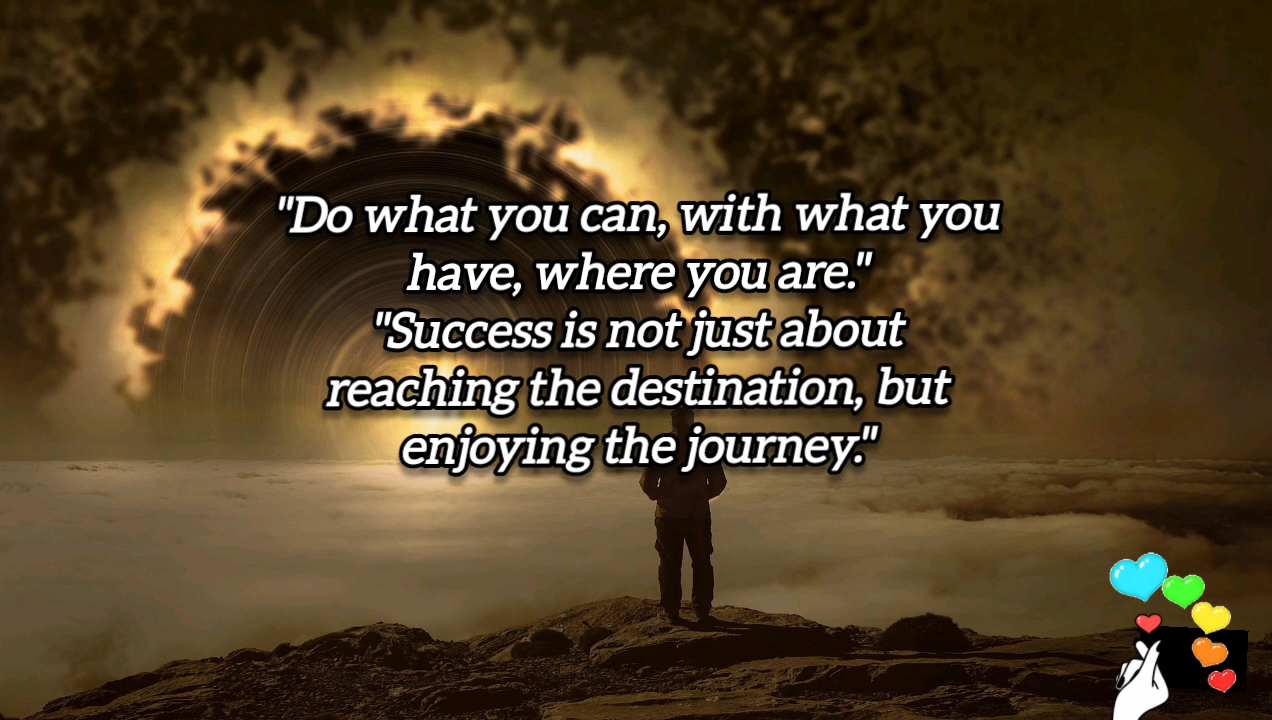 "Do what you can, with what you
have, where you are."
"Success is not just about
reaching the destination, but
enjoying the journey."